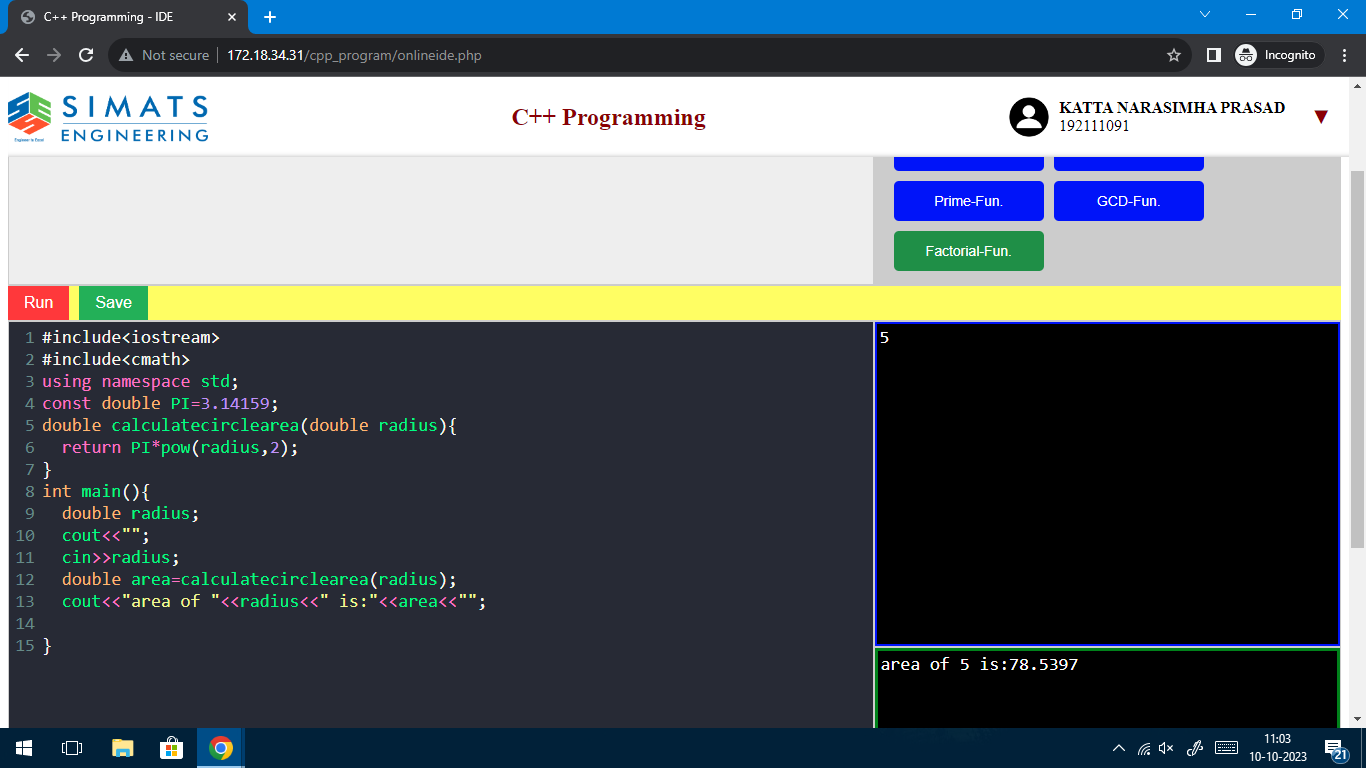 C++ Programming - IDE
Not secure 172.18.34.31/cpp_program/onlineide.php
Incognito
SIMATS
ENGINEERING
Engineer to Excel
C++ Programming
KATTA NARASIMHA PRASAD
192111091
Prime-Fun.
GCD-Fun.
Factorial-Fun.
Run
Save
1 #include<iostream>
2 #include<cmath>
3 using namespace std;
4 const double PI=3.14159;
5 double calculatecirclearea(double radius){
6   return PI*pow(radius,2);
7 }
8 int main(){
9   double radius;
10   cout<<"";
11   cin>>radius;
12   double area=calculatecirclearea(radius);
13   cout<<"area of "<<radius<<" is:"<<area<<"";
14
15 }
5
area of 5 is:78.5397
11:03
10-10-2023
21